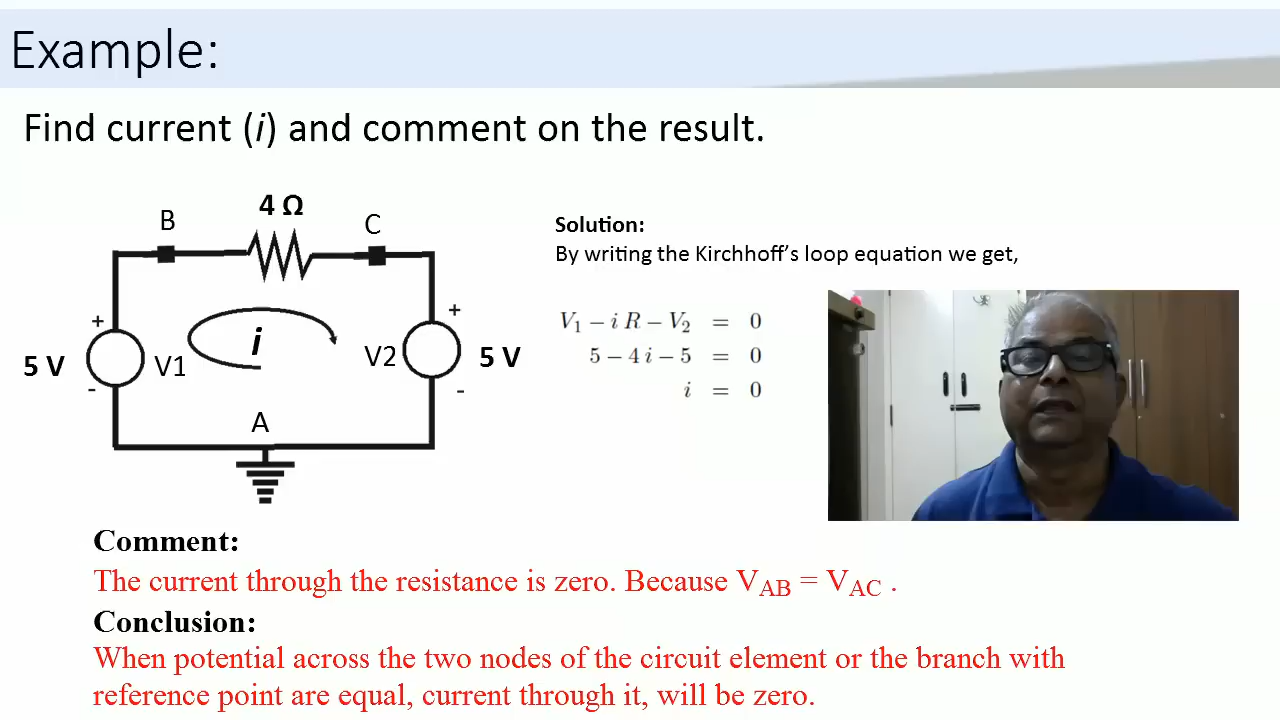 Example:
Find current (i) and comment on the result.
4 Ω
B
C
Solution:
By writing the Kirchhoff's loop equation we get,
+
+
V₁ − i R − V₂ = 0
5 − 4 i − 5 = 0
i = 0
i
5 V
V1
V2
5 V
-
-
A
Comment:
The current through the resistance is zero. Because V_AB = V_AC .
Conclusion:
When potential across the two nodes of the circuit element or the branch with
reference point are equal, current through it, will be zero.